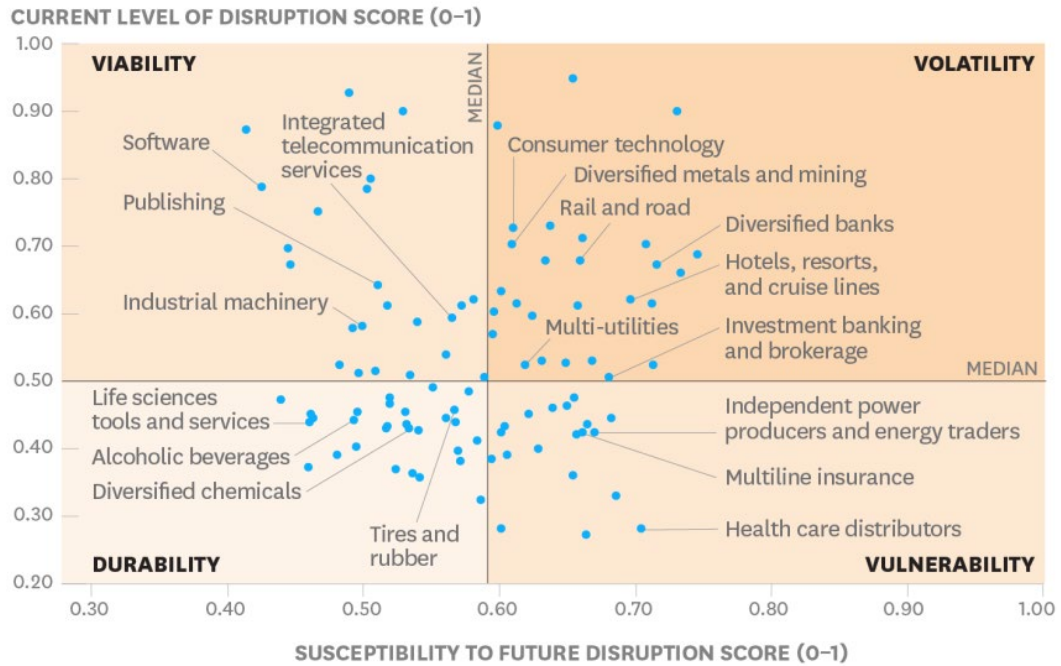 CURRENT LEVEL OF DISRUPTION SCORE (0–1)
1.00
VIABILITY
MEDIAN
VOLATILITY
0.90
Integrated
telecommunication
services
Software
Consumer technology
0.80
Diversified metals and mining
Publishing
Rail and road
Diversified banks
0.70
Hotels, resorts,
and cruise lines
Industrial machinery
0.60
Multi-utilities
Investment banking
and brokerage
MEDIAN
0.50
Life sciences
tools and services
Independent power
producers and energy traders
0.40
Alcoholic beverages
Multiline insurance
Diversified chemicals
0.30
Tires and
rubber
Health care distributors
DURABILITY
VULNERABILITY
0.20
0.30
0.40
0.50
0.60
0.70
0.80
0.90
1.00
SUSCEPTIBILITY TO FUTURE DISRUPTION SCORE (0–1)